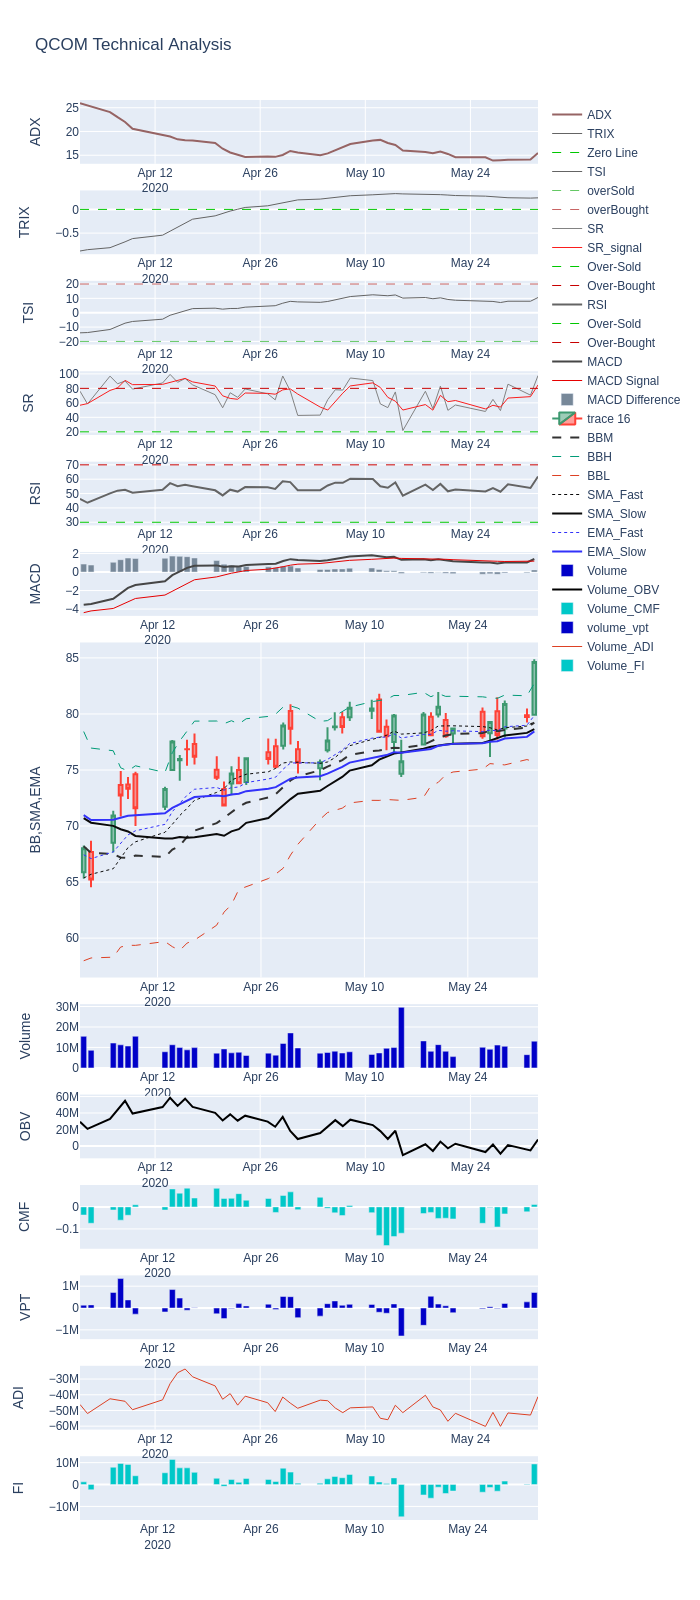 QCOM Technical Analysis
ADX
25
20
15
Apr 12
2020
Apr 26
May 10
May 24
TRIX
0
−0.5
Apr 12
2020
Apr 26
May 10
May 24
TSI
20
10
0
−10
−20
Apr 12
2020
Apr 26
May 10
May 24
SR
100
80
60
40
20
Apr 12
2020
Apr 26
May 10
May 24
RSI
70
60
50
40
30
Apr 12
2020
Apr 26
May 10
May 24
MACD
2
0
−2
−4
Apr 12
2020
Apr 26
May 10
May 24
BB,SMA,EMA
85
80
75
70
65
60
Apr 12
2020
Apr 26
May 10
May 24
Volume
30M
20M
10M
0
Apr 12
2020
Apr 26
May 10
May 24
OBV
60M
40M
20M
0
Apr 12
2020
Apr 26
May 10
May 24
CMF
0
−0.1
Apr 12
2020
Apr 26
May 10
May 24
VPT
1M
0
−1M
Apr 12
2020
Apr 26
May 10
May 24
ADI
−30M
−40M
−50M
−60M
Apr 12
2020
Apr 26
May 10
May 24
FI
10M
0
−10M
Apr 12
2020
Apr 26
May 10
May 24
ADX
TRIX
Zero Line
TSI
overSold
overBought
SR
SR_signal
Over-Sold
Over-Bought
RSI
Over-Sold
Over-Bought
MACD
MACD Signal
MACD Difference
trace 16
BBM
BBH
BBL
SMA_Fast
SMA_Slow
EMA_Fast
EMA_Slow
Volume
Volume_OBV
Volume_CMF
volume_vpt
Volume_ADI
Volume_FI